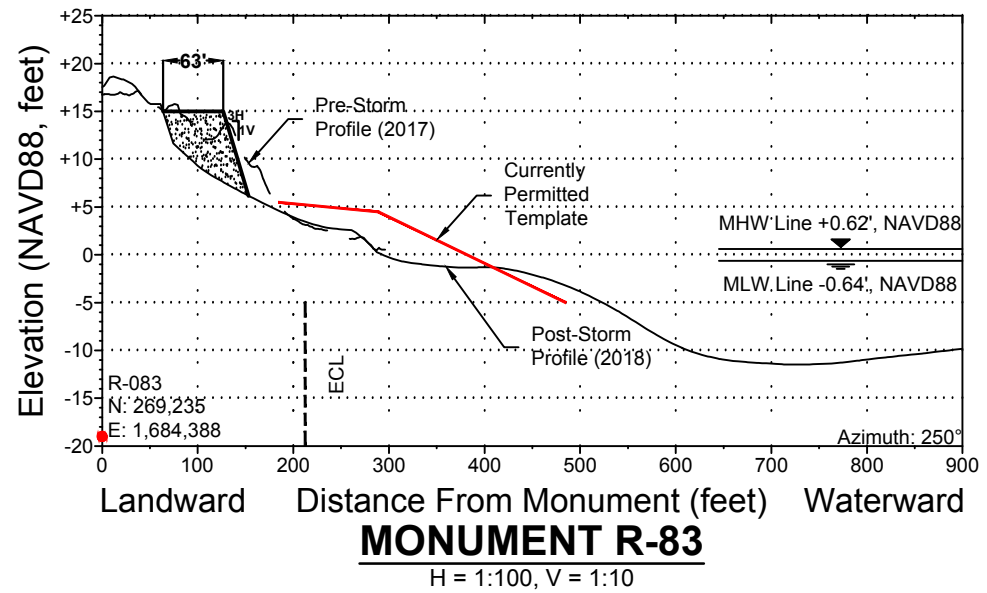 Elevation (NAVD88, feet)
+25
+20
+15
+10
+5
0
-5
-10
-15
-20
63'
3H
1V
Pre-Storm
Profile (2017)
Currently
Permitted
Template
MHW Line +0.62', NAVD88
MLW Line -0.64', NAVD88
Post-Storm
Profile (2018)
ECL
R-083
N: 269,235
E: 1,684,388
Azimuth: 250°
0 100 200 300 400 500 600 700 800 900
Landward Distance From Monument (feet) Waterward
MONUMENT R-83
H = 1:100, V = 1:10